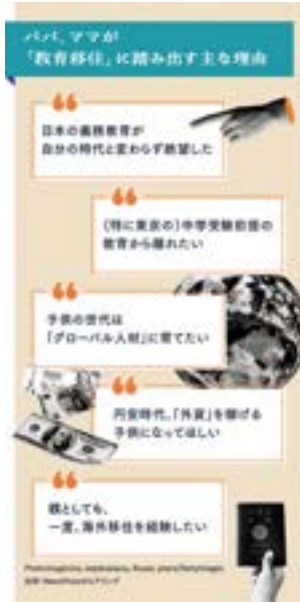 パパ、ママが
「教育移住」に踏み出す主な理由
日本の義務教育が
自分の時代と変わらず絶望した
（特に東京の）中学受験前提の
教育から離れたい
子供の世代は
「グローバル人材」に育てたい
円安時代、「外貨」を稼げる
子供になってほしい
親としても、
一度、海外移住を経験したい